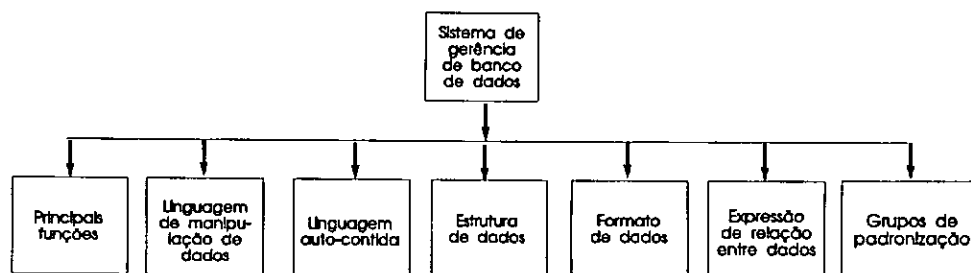 Sistema de
gerência
de banco
de dados
Principais
funções
Linguagem
de manipu-
lação de
dados
Linguagem
auto-contida
Estrutura
de dados
Formato
de dados
Expressão
de relação
entre dados
Grupos de
padronização